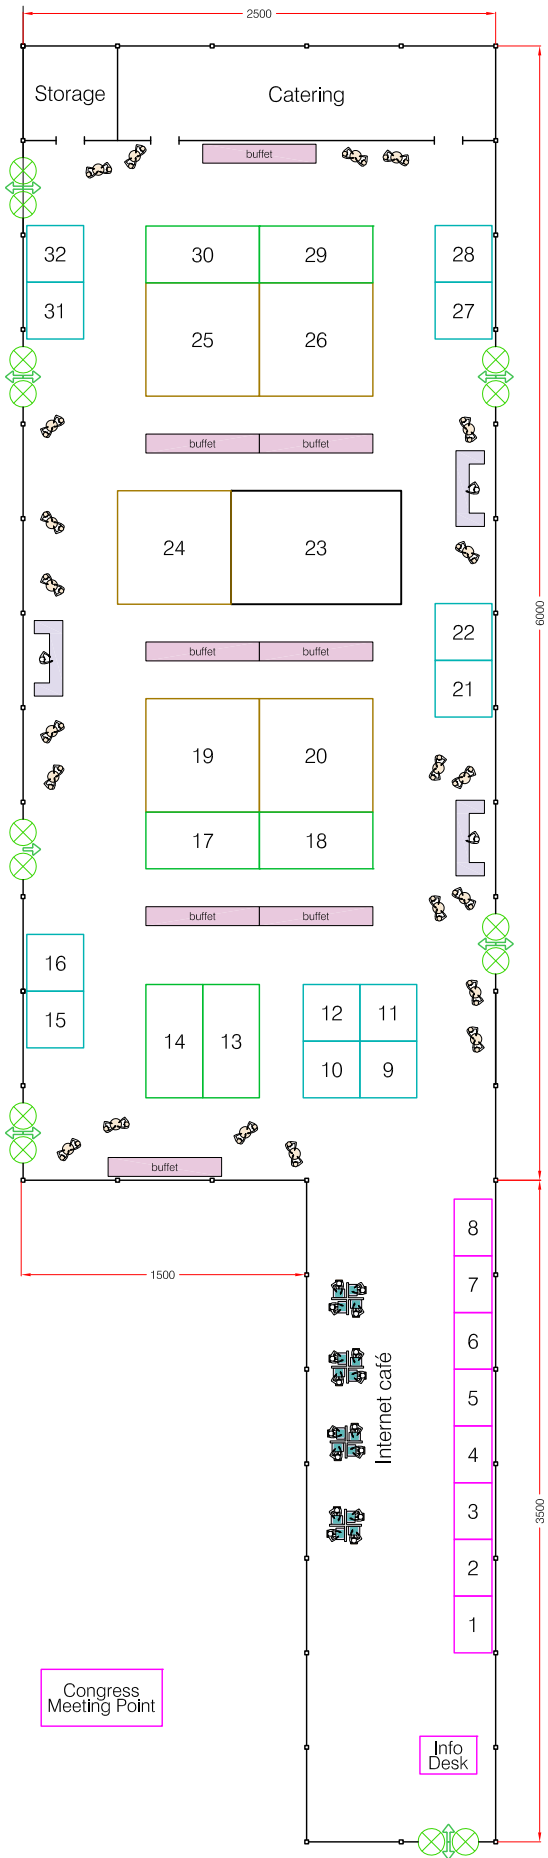 2500
Storage
Catering
buffet
32
30
29
28
31
25
26
27
buffet
buffet
24
23
6000
22
buffet
buffet
21
19
20
17
18
buffet
buffet
16
12
11
15
14
13
10
9
buffet
8
1500
7
6
Internet café
5
4
3
3500
2
1
Congress
Meeting Point
Info
Desk